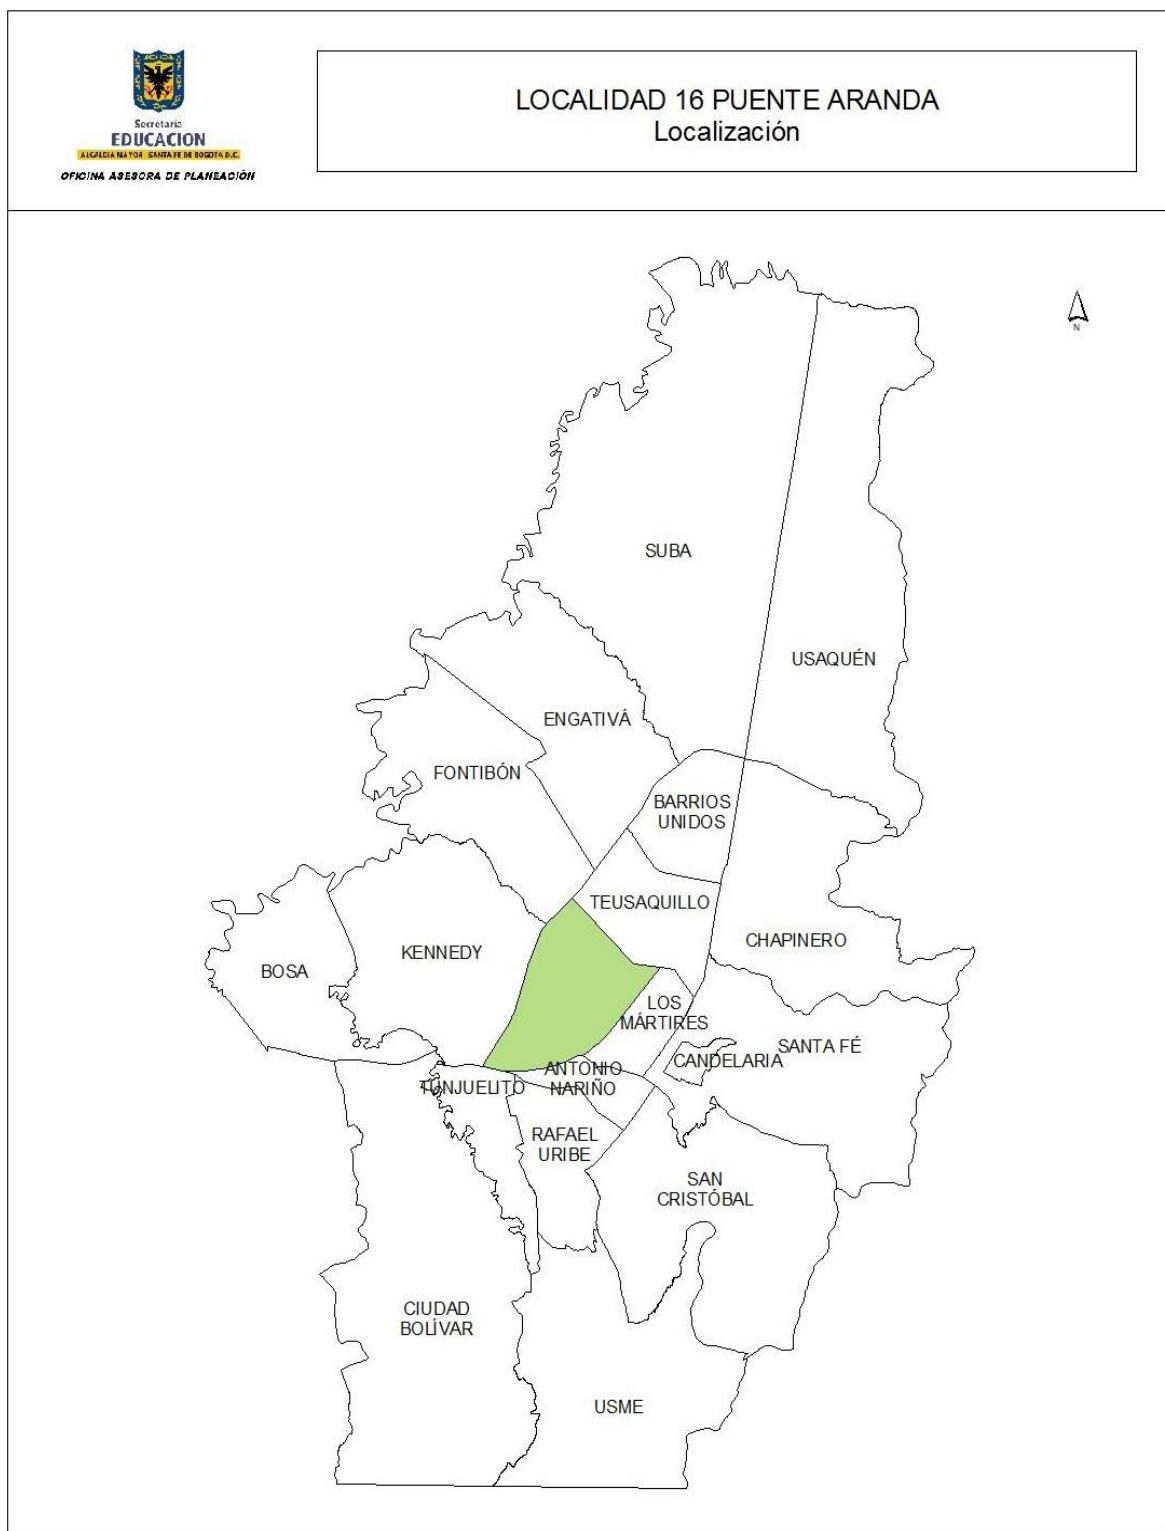 Secretaría
EDUCACION
ALCALDIA MAYOR SANTA FE DE BOGOTA D.C.
OFICINA ASESORA DE PLANEACIÓN
LOCALIDAD 16 PUENTE ARANDA
Localización
N
SUBA
USAQUÉN
ENGATIVÁ
FONTIBÓN
BARRIOS
UNIDOS
TEUSAQUILLO
CHAPINERO
KENNEDY
BOSA
LOS
MÁRTIRES
SANTA FÉ
CANDELARIA
ANTONIO
NARIÑO
TUNJUELITO
RAFAEL
URIBE
SAN
CRISTÓBAL
CIUDAD
BOLÍVAR
USME